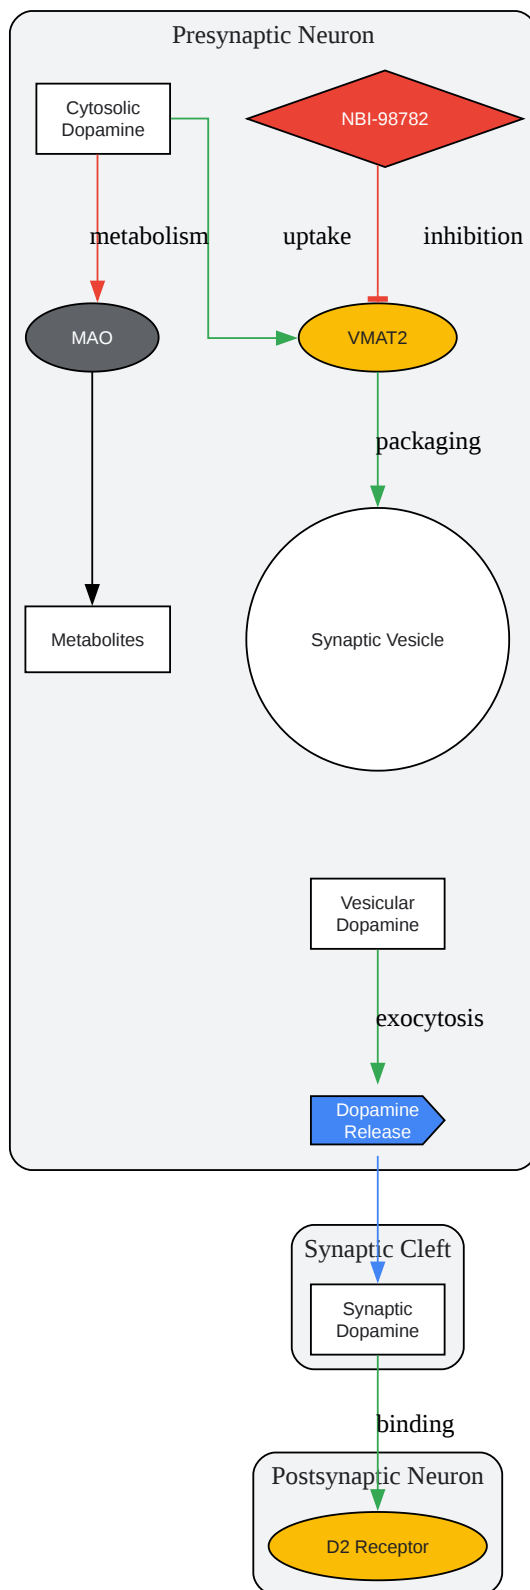 Presynaptic Neuron
Cytosolic
Dopamine
NBI-98782
metabolism
uptake
inhibition
MAO
VMAT2
packaging
Metabolites
Synaptic Vesicle
Vesicular
Dopamine
exocytosis
Dopamine
Release
Synaptic Cleft
Synaptic
Dopamine
binding
Postsynaptic Neuron
D2 Receptor